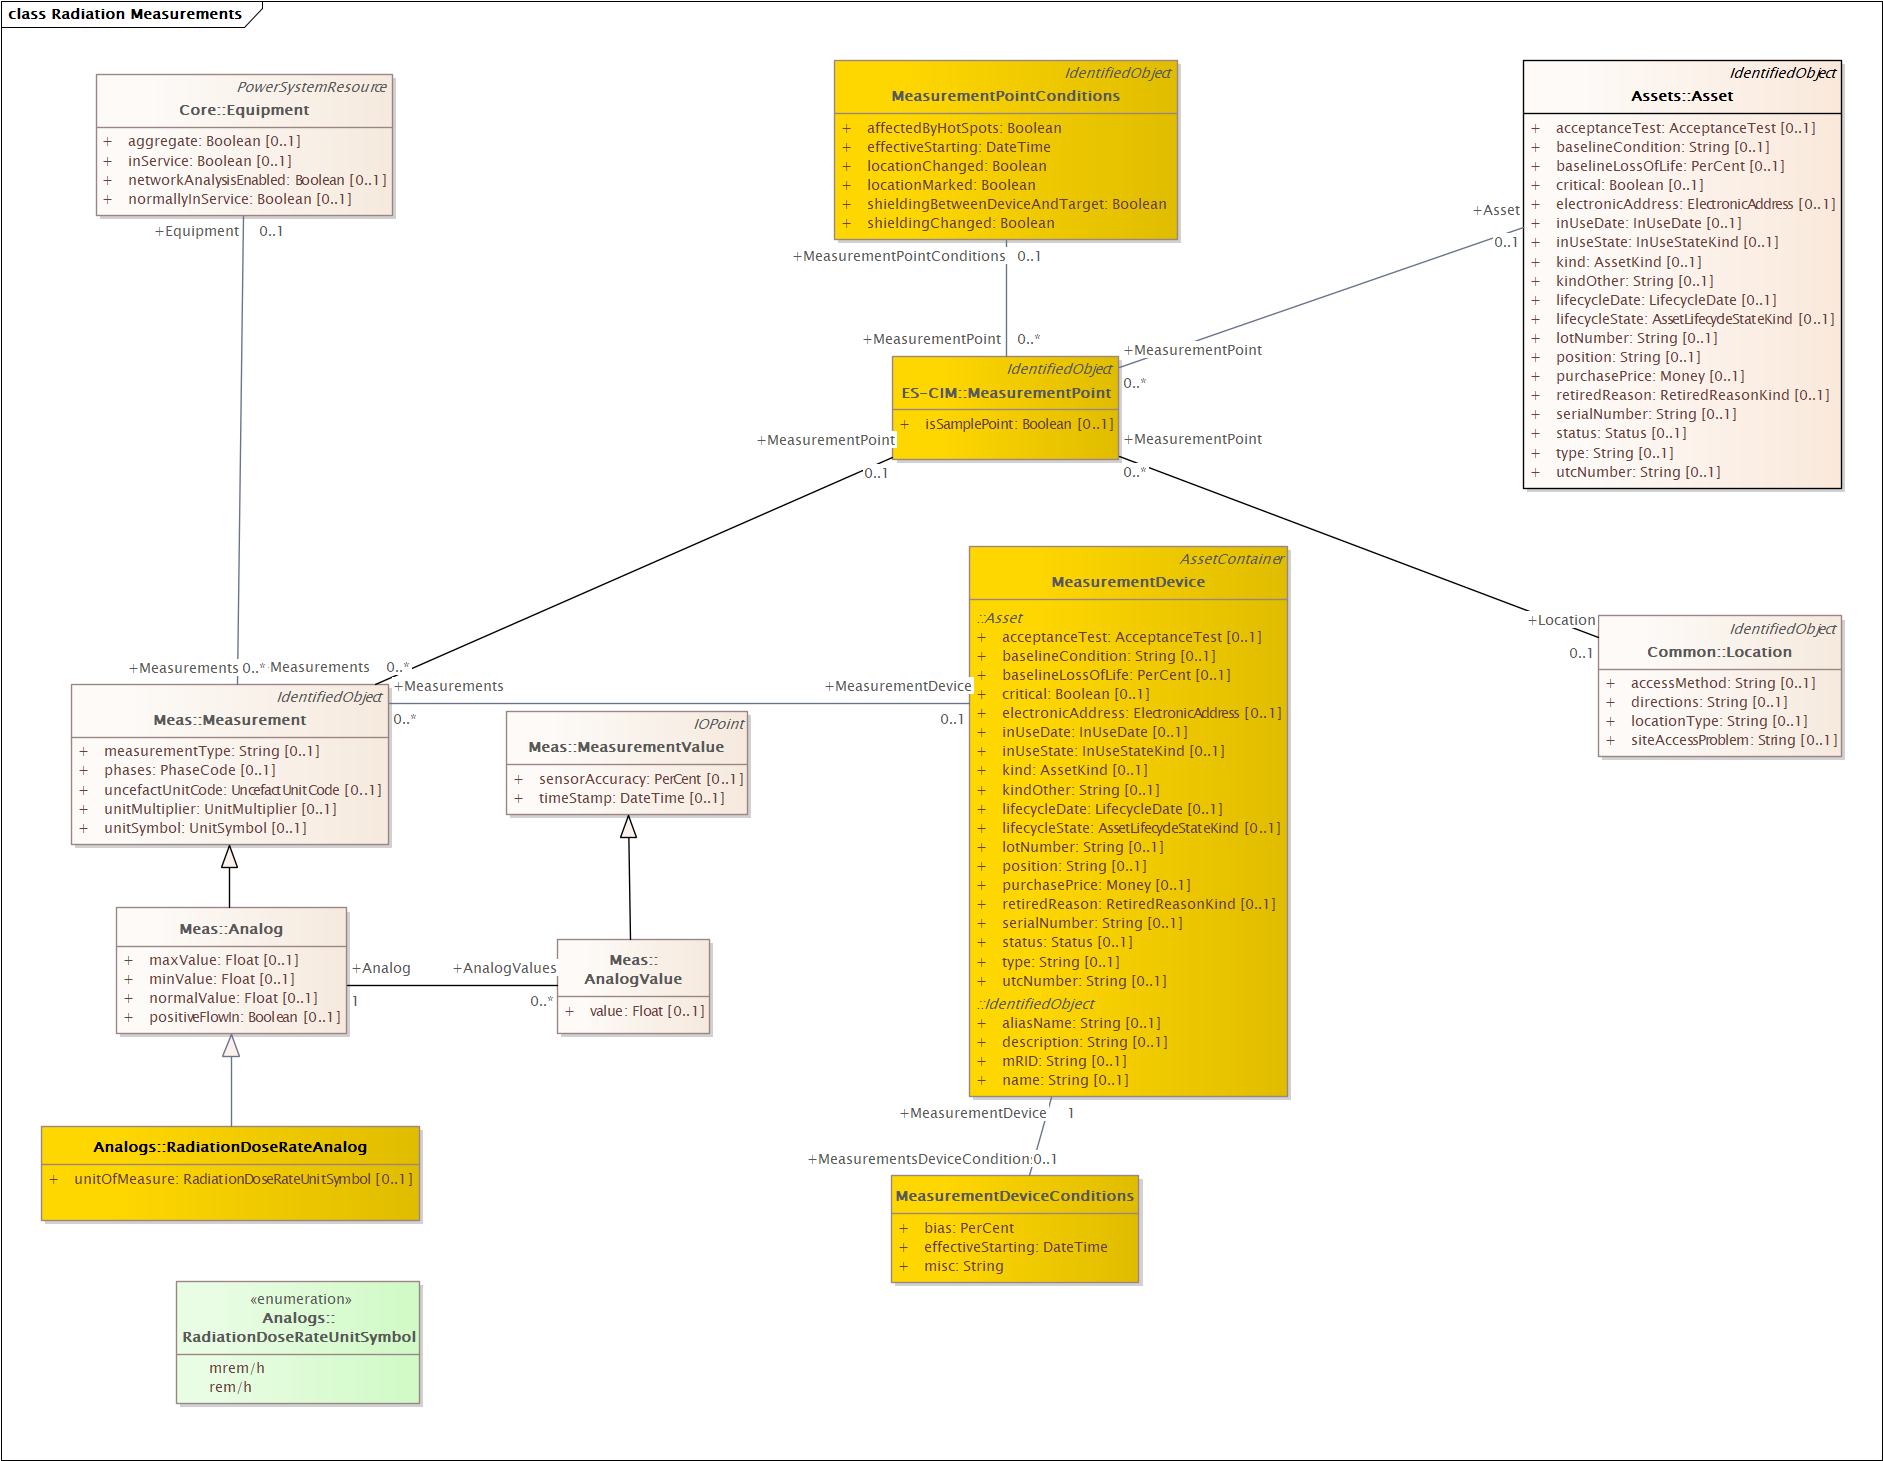 class Radiation Measurements
PowerSystemResource
Core::Equipment
+ aggregate: Boolean [0..1]
+ inService: Boolean [0..1]
+ networkAnalysisEnabled: Boolean [0..1]
+ normallyInService: Boolean [0..1]
+Equipment 0..1
IdentifiedObject
MeasurementPointConditions
+ affectedByHotSpots: Boolean
+ effectiveStarting: DateTime
+ locationChanged: Boolean
+ locationMarked: Boolean
+ shieldingBetweenDeviceAndTarget: Boolean
+ shieldingChanged: Boolean
+MeasurementPointConditions 0..1
IdentifiedObject
Assets::Asset
+ acceptanceTest: AcceptanceTest [0..1]
+ baselineCondition: String [0..1]
+ baselineLossOfLife: PerCent [0..1]
+ critical: Boolean [0..1]
+ electronicAddress: ElectronicAddress [0..1]
+ inUseDate: InUseDate [0..1]
+ inUseState: InUseStateKind [0..1]
+ kind: AssetKind [0..1]
+ kindOther: String [0..1]
+ lifecycleDate: LifecycleDate [0..1]
+ lifecycleState: AssetLifecycleStateKind [0..1]
+ lotNumber: String [0..1]
+ position: String [0..1]
+ purchasePrice: Money [0..1]
+ retiredReason: RetiredReasonKind [0..1]
+ serialNumber: String [0..1]
+ status: Status [0..1]
+ type: String [0..1]
+ utcNumber: String [0..1]
+Asset
0..1
+MeasurementPoint 0..*
+MeasurementPoint
0..*
IdentifiedObject
ES-CIM::MeasurementPoint
+ isSamplePoint: Boolean [0..1]
+MeasurementPoint
0..1
+MeasurementPoint
0..*
AssetContainer
MeasurementDevice
::Asset
+ acceptanceTest: AcceptanceTest [0..1]
+ baselineCondition: String [0..1]
+ baselineLossOfLife: PerCent [0..1]
+ critical: Boolean [0..1]
+ electronicAddress: ElectronicAddress [0..1]
+ inUseDate: InUseDate [0..1]
+ inUseState: InUseStateKind [0..1]
+ kind: AssetKind [0..1]
+ kindOther: String [0..1]
+ lifecycleDate: LifecycleDate [0..1]
+ lifecycleState: AssetLifecycleStateKind [0..1]
+ lotNumber: String [0..1]
+ position: String [0..1]
+ purchasePrice: Money [0..1]
+ retiredReason: RetiredReasonKind [0..1]
+ serialNumber: String [0..1]
+ status: Status [0..1]
+ type: String [0..1]
+ utcNumber: String [0..1]
::IdentifiedObject
+ aliasName: String [0..1]
+ description: String [0..1]
+ mRID: String [0..1]
+ name: String [0..1]
+Location
0..1
IdentifiedObject
Common::Location
+ accessMethod: String [0..1]
+ directions: String [0..1]
+ locationType: String [0..1]
+ siteAccessProblem: String [0..1]
+Measurements 0..* Measurements 0..*
+Measurements
0..*
+MeasurementDevice
0..1
IdentifiedObject
Meas::Measurement
+ measurementType: String [0..1]
+ phases: PhaseCode [0..1]
+ uncefactUnitCode: UncefactUnitCode [0..1]
+ unitMultiplier: UnitMultiplier [0..1]
+ unitSymbol: UnitSymbol [0..1]
IOPoint
Meas::MeasurementValue
+ sensorAccuracy: PerCent [0..1]
+ timeStamp: DateTime [0..1]
Meas::Analog
+ maxValue: Float [0..1]
+ minValue: Float [0..1]
+ normalValue: Float [0..1]
+ positiveFlowIn: Boolean [0..1]
+Analog
1
+AnalogValues
0..*
Meas::
AnalogValue
+ value: Float [0..1]
Analogs::RadiationDoseRateAnalog
+ unitOfMeasure: RadiationDoseRateUnitSymbol [0..1]
+MeasurementDevice 1
+MeasurementsDeviceCondition 0..1
MeasurementDeviceConditions
+ bias: PerCent
+ effectiveStarting: DateTime
+ misc: String
«enumeration»
Analogs::
RadiationDoseRateUnitSymbol
mrem/h
rem/h